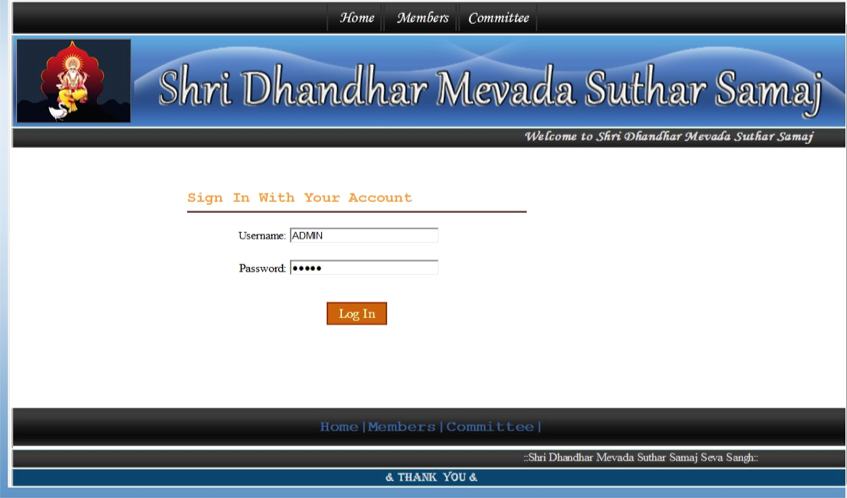 Home Members Committee
Shri Dhandhar Mevada Suthar Samaj
Welcome to Shri Dhandhar Mevada Suthar Samaj
Sign In With Your Account
Username: ADMIN
Password: •••••
Log In
Home|Members|Committee|
::Shri Dhandhar Mevada Suthar Samaj Seva Sangh::
& THANK YOU &